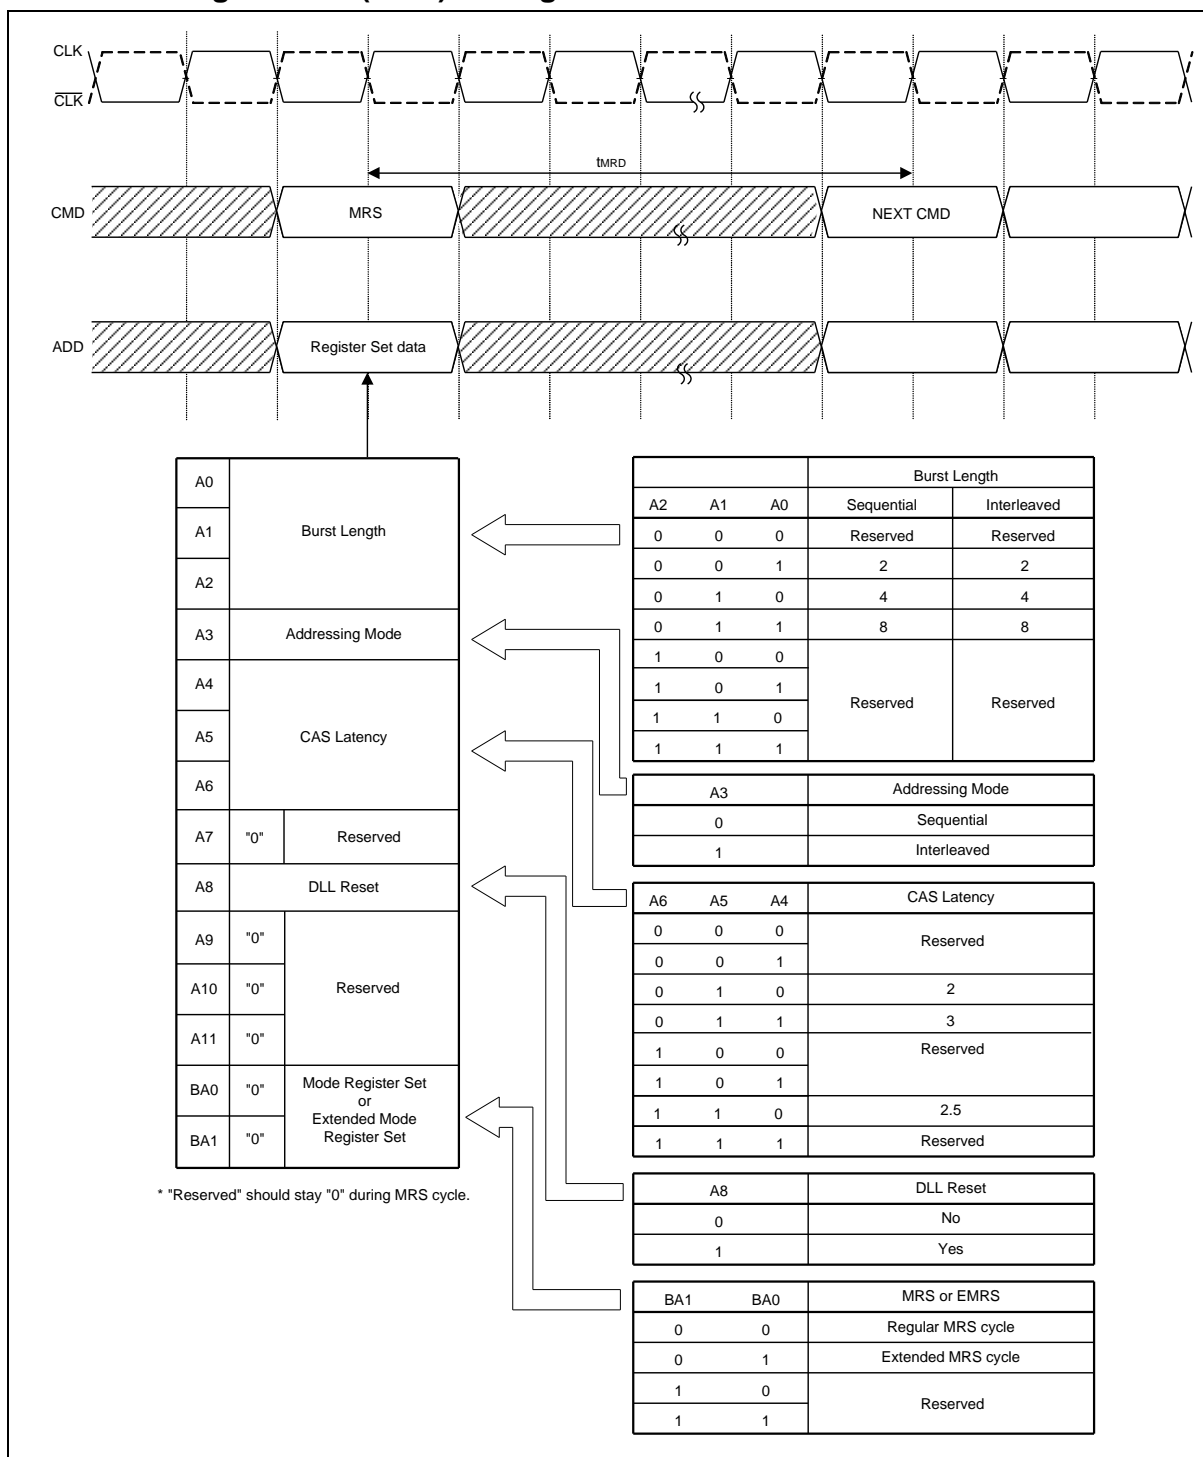 CLK
CLK
tMRD
CMD MRS NEXT CMD
ADD Register Set data
A0
A1 Burst Length
A2
A3 Addressing Mode
A4
A5 CAS Latency
A6
A7 "0" Reserved
A8 DLL Reset
A9 "0"
A10 "0" Reserved
A11 "0"
BA0 "0" Mode Register Set
or
Extended Mode
BA1 "0" Register Set
* "Reserved" should stay "0" during MRS cycle.
Burst Length
A2 A1 A0 Sequential Interleaved
0 0 0 Reserved Reserved
0 0 1 2 2
0 1 0 4 4
0 1 1 8 8
1 0 0
1 0 1
Reserved Reserved
1 1 0
1 1 1
A3 Addressing Mode
0 Sequential
1 Interleaved
A6 A5 A4 CAS Latency
0 0 0
Reserved
0 0 1
0 1 0 2
0 1 1 3
1 0 0 Reserved
1 0 1
1 1 0 2.5
1 1 1 Reserved
A8 DLL Reset
0 No
1 Yes
BA1 BA0 MRS or EMRS
0 0 Regular MRS cycle
0 1 Extended MRS cycle
1 0
Reserved
1 1